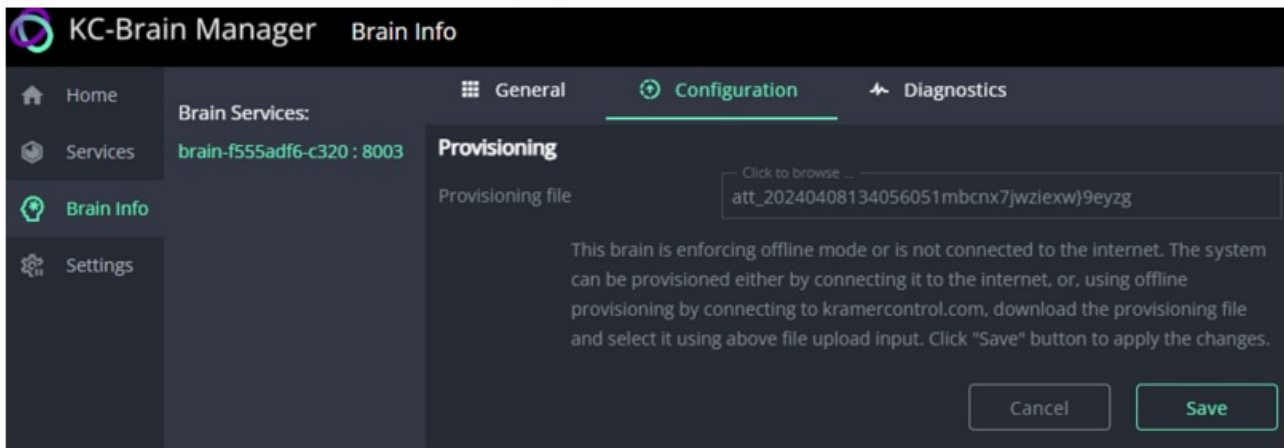 KC-Brain Manager Brain Info
Home
Services
Brain Info
Settings
Brain Services:
brain-f555adf6-c320 : 8003
General Configuration Diagnostics
Provisioning
Provisioning file
Click to browse ...
att_20240408134056051mbcnx7jwziexw}9eyzg
This brain is enforcing offline mode or is not connected to the internet. The system
can be provisioned either by connecting it to the internet, or, using offline
provisioning by connecting to kramercontrol.com, download the provisioning file
and select it using above file upload input. Click "Save" button to apply the changes.
Cancel Save